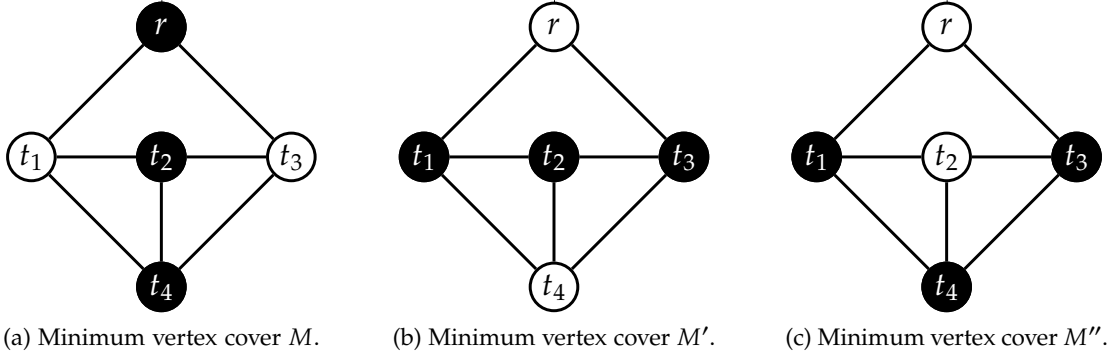 r r r
t₁ t₂ t₃ t₁ t₂ t₃ t₁ t₂ t₃
t₄ t₄ t₄
(a) Minimum vertex cover M. (b) Minimum vertex cover M′. (c) Minimum vertex cover M″.